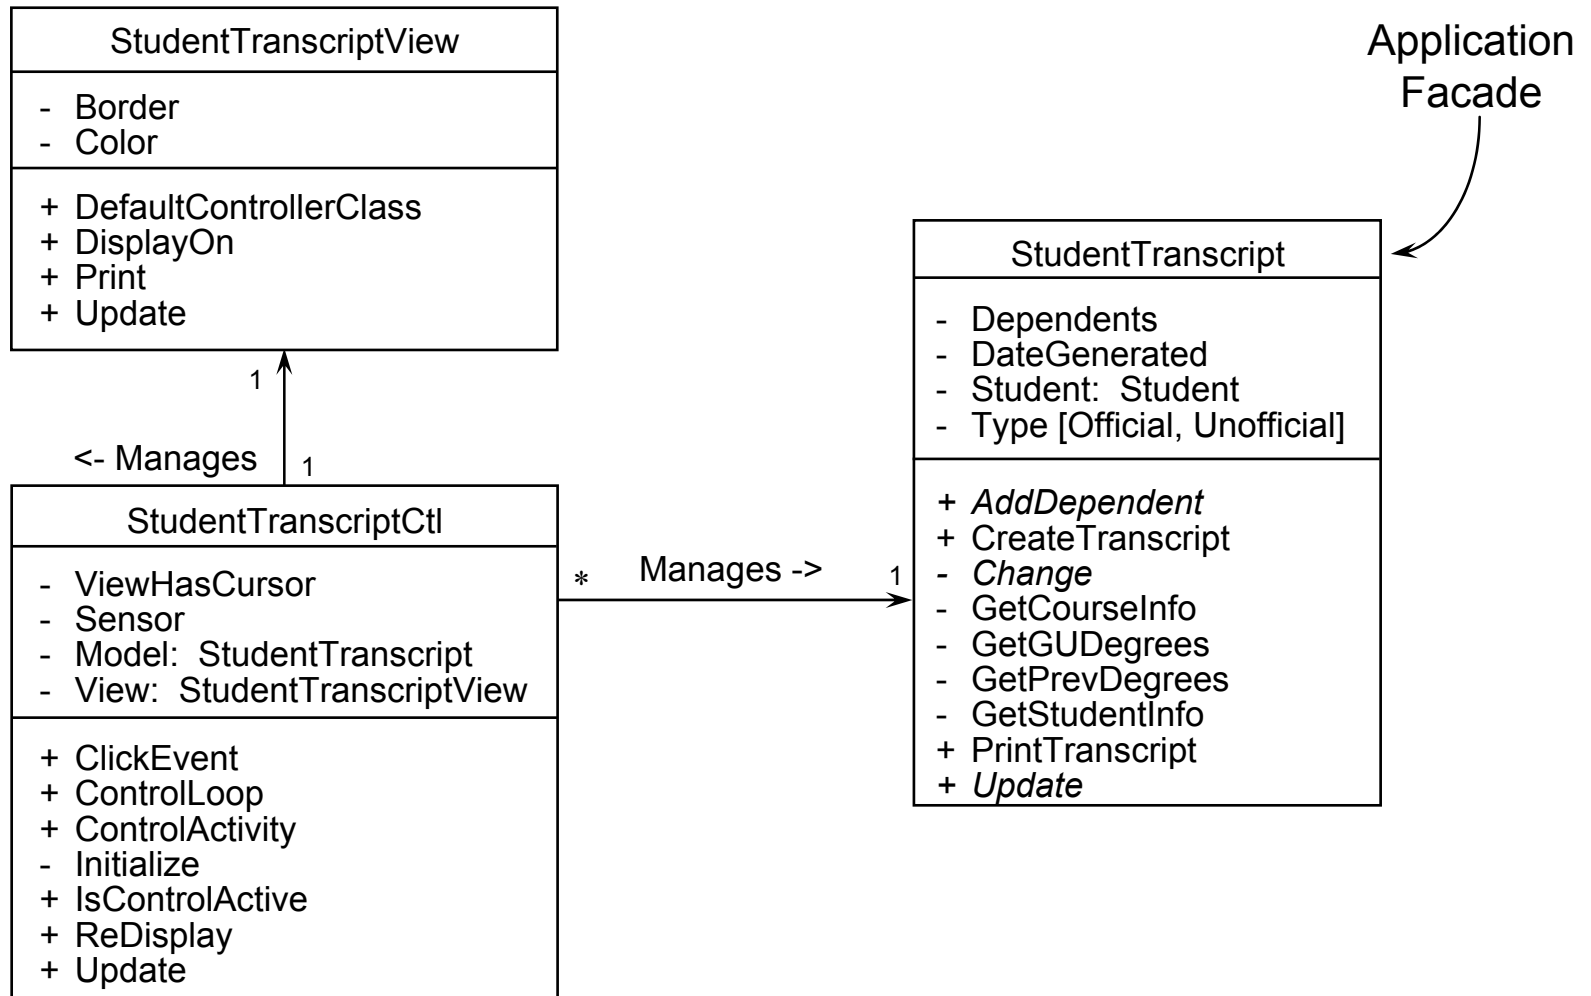 StudentTranscriptView
- Border
- Color
+ DefaultControllerClass
+ DisplayOn
+ Print
+ Update
1
<- Manages
1
StudentTranscriptCtl
- ViewHasCursor
- Sensor
- Model: StudentTranscript
- View: StudentTranscriptView
+ ClickEvent
+ ControlLoop
+ ControlActivity
- Initialize
+ IsControlActive
+ ReDisplay
+ Update
* Manages -> 1
Application
Facade
StudentTranscript
- Dependents
- DateGenerated
- Student: Student
- Type [Official, Unofficial]
+ AddDependent
+ CreateTranscript
- Change
- GetCourseInfo
- GetGUDegrees
- GetPrevDegrees
- GetStudentInfo
+ PrintTranscript
+ Update